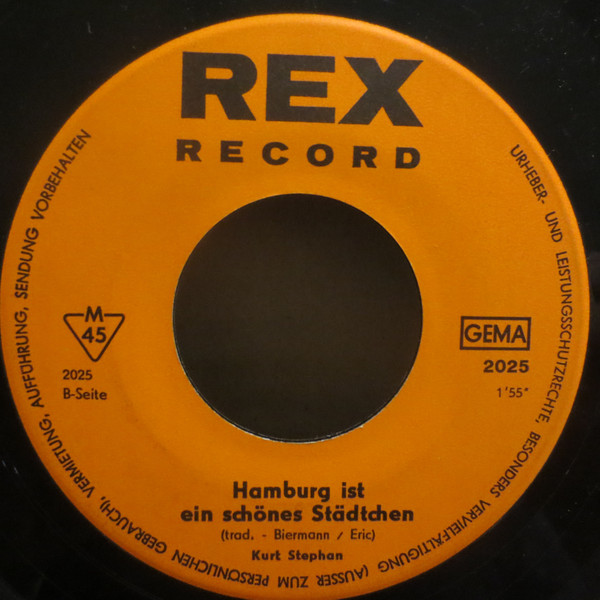 REX
RECORD
URHEBER- UND LEISTUNGSSCHUTZRECHTE, BESONDERS VERVIELFÄLTIGUNG (AUSSER ZUM PERSÖNLICHEN GEBRAUCH), VERMIETUNG, AUFFÜHRUNG, SENDUNG VORBEHALTEN
M
45
2025
B-Seite
GEMA
2025
1'55"
Hamburg ist
ein schönes Städtchen
(trad. - Biermann / Eric)
Kurt Stephan